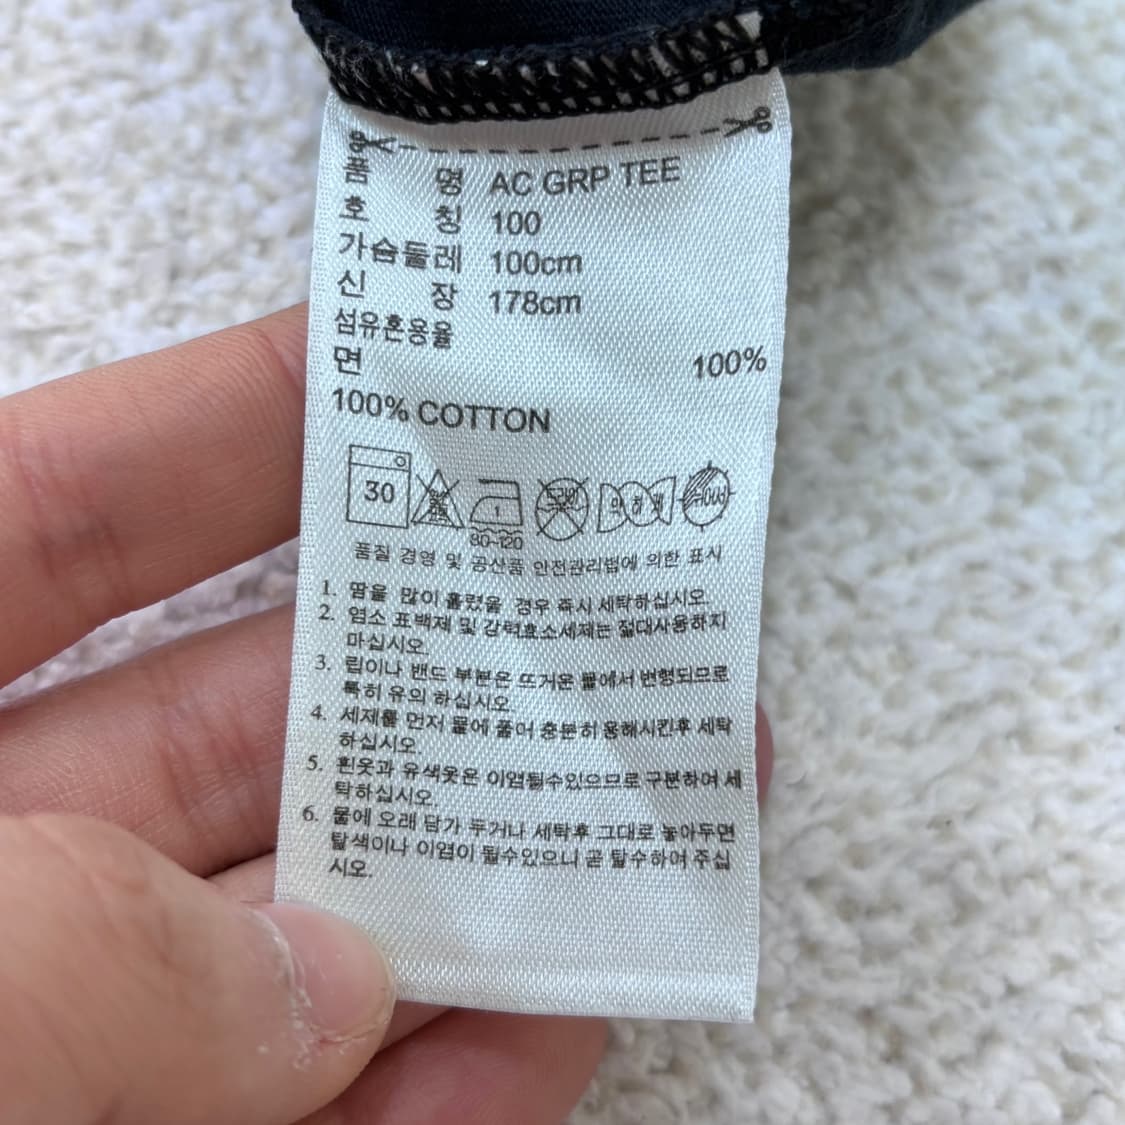 품 명 AC GRP TEE
호 칭 100
가슴둘레 100cm
신 장 178cm
섬유혼용율
면 100%
100% COTTON
30
80~120
약하게
품질 경영 및 공산품 안전관리법에 의한 표시
1. 땀을 많이 흘렸을 경우 즉시 세탁하십시오.
2. 염소 표백제 및 강력효소세제는 절대사용하지
마십시오.
3. 립이나 밴드 부분은 뜨거운 물에서 변형되므로
특히 유의 하십시오.
4. 세제를 먼저 물에 풀어 충분히 용해시킨후 세탁
하십시오.
5. 흰옷과 유색옷은 이염될수있으므로 구분하여 세
탁하십시오.
6. 물에 오래 담가 두거나 세탁후 그대로 놓아두면
탈색이나 이염이 될수있으니 곧 탈수하여 주십
시오.